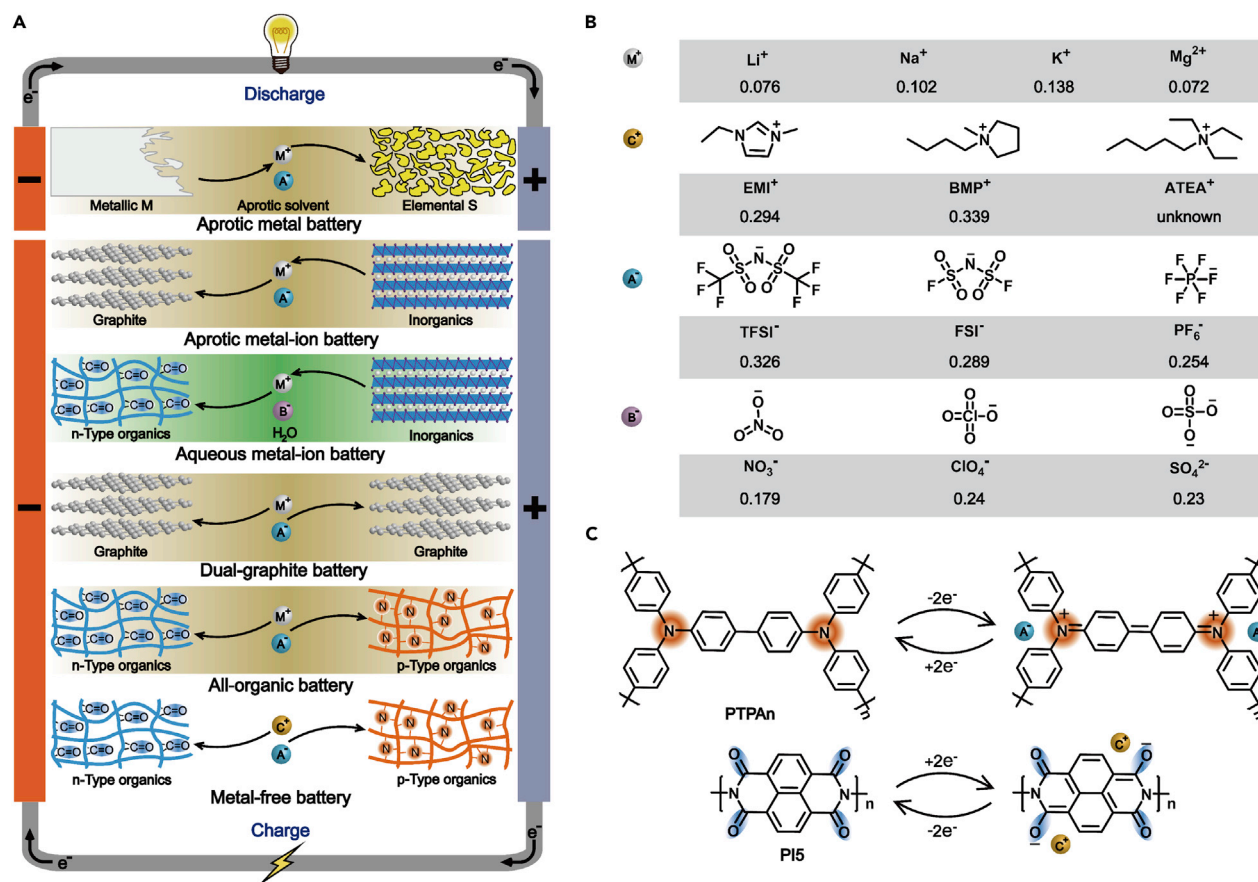 A
e⁻
e⁻
Discharge
−
+
M⁺
A⁻
Metallic M
Aprotic solvent
Elemental S
Aprotic metal battery
M⁺
A⁻
Graphite
Inorganics
Aprotic metal-ion battery
C=O C=O
C=O C=O C=O C=O
M⁺
B⁻
n-Type organics
H₂O
Inorganics
Aqueous metal-ion battery
−
+
M⁺
A⁻
Graphite
Graphite
Dual-graphite battery
C=O C=O
C=O C=O C=O C=O
M⁺
A⁻
N N N N N N N
n-Type organics
p-Type organics
All-organic battery
C=O C=O
C=O C=O C=O C=O
C⁺
A⁻
N N N N N N N
n-Type organics
p-Type organics
Metal-free battery
Charge
e⁻
e⁻
B
M⁺
Li⁺ Na⁺ K⁺ Mg²⁺
0.076 0.102 0.138 0.072
C⁺
N N + N + N +
EMI⁺ BMP⁺ ATEA⁺
0.294 0.339 unknown
A⁻
O − O O − O F F
F S N S F F S N S F F P − F
F F O O F F O O F F
TFSI⁻ FSI⁻ PF₆⁻
0.326 0.289 0.254
B⁻
O − O O
N O Cl O − O S O −
O O O O −
NO₃⁻ ClO₄⁻ SO₄²⁻
0.179 0.24 0.23
C
N N
n
-2e⁻
+2e⁻
A⁻ N + N + A⁻
n
PTPAn
O O
N N
n
O O
+2e⁻
-2e⁻
C⁺
O O −
N N
n
O − O
C⁺
PI5